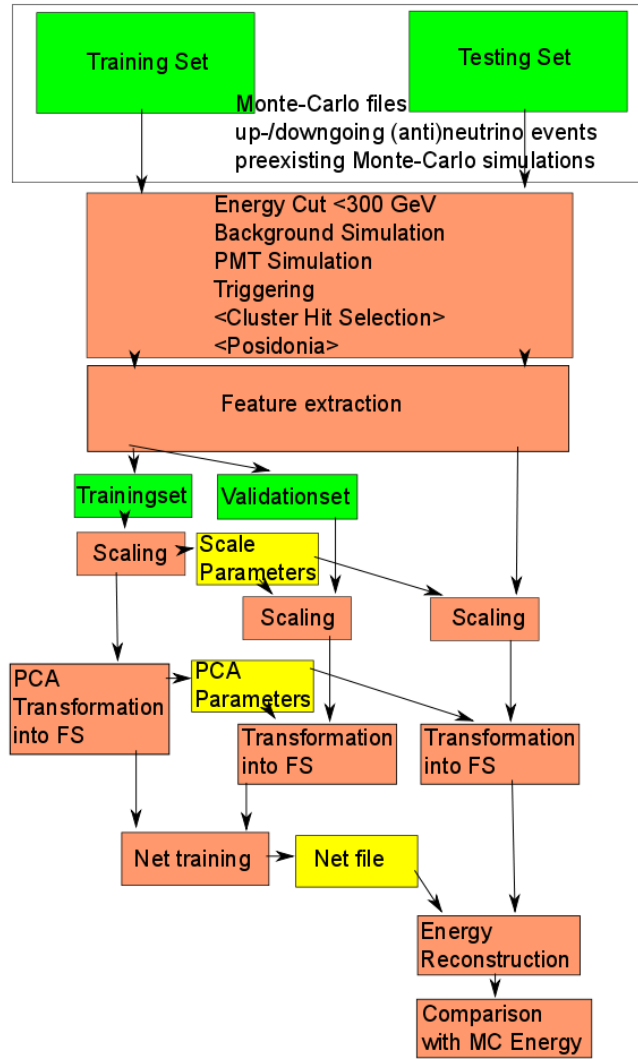 Training Set
Testing Set
Monte-Carlo files
up-/downgoing (anti)neutrino events
preexisting Monte-Carlo simulations
Energy Cut <300 GeV
Background Simulation
PMT Simulation
Triggering
<Cluster Hit Selection>
<Posidonia>
Feature extraction
Trainingset
Validationset
Scaling
Scale
Parameters
Scaling
Scaling
PCA
Transformation
into FS
PCA
Parameters
Transformation
into FS
Transformation
into FS
Net training
Net file
Energy
Reconstruction
Comparison
with MC Energy